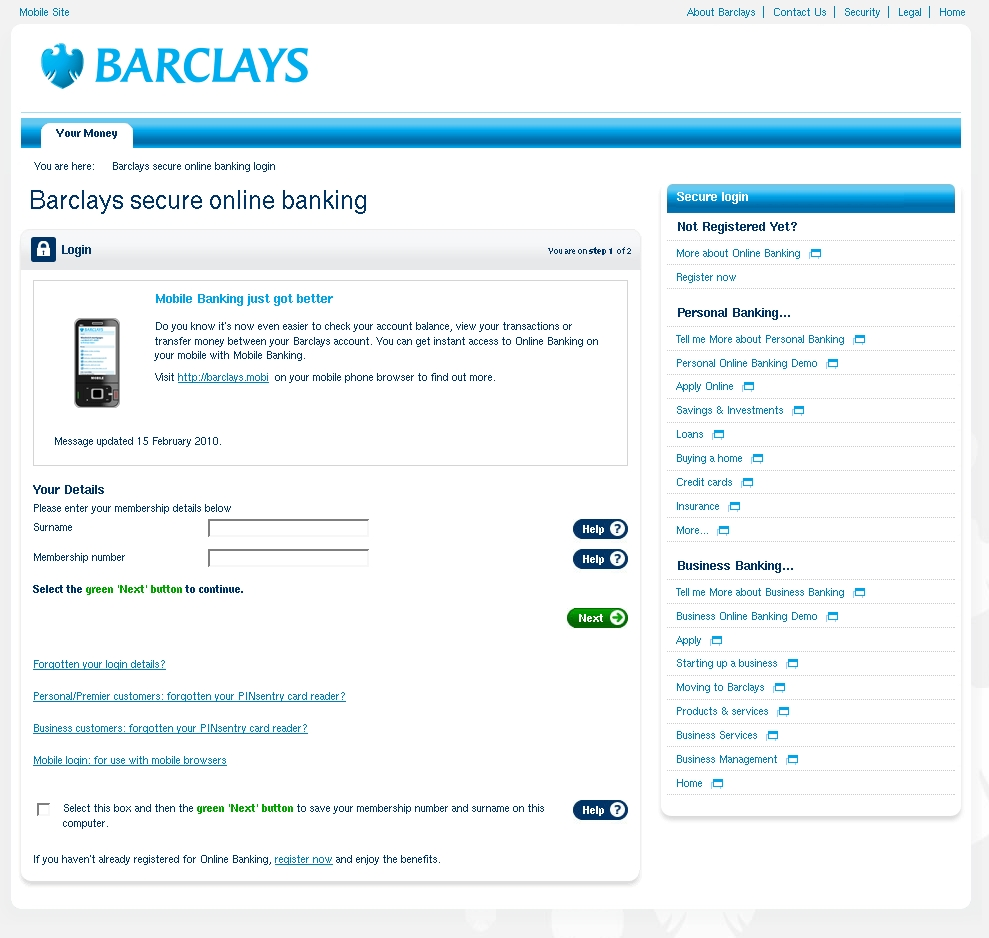 Mobile Site
About Barclays | Contact Us | Security | Legal | Home
BARCLAYS
Your Money
You are here: Barclays secure online banking login
Barclays secure online banking
Login
You are on step 1 of 2
Mobile Banking just got better
Do you know it's now even easier to check your account balance, view your transactions or
transfer money between your Barclays account. You can get instant access to Online Banking on
your mobile with Mobile Banking.
Visit http://barclays.mobi on your mobile phone browser to find out more.
BARCLAYS
Message updated 15 February 2010.
Your Details
Please enter your membership details below
Surname
Help ?
Membership number
Help ?
Select the green 'Next' button to continue.
Next
Forgotten your login details?
Personal/Premier customers: forgotten your PINsentry card reader?
Business customers: forgotten your PINsentry card reader?
Mobile login: for use with mobile browsers
Select this box and then the green 'Next' button to save your membership number and surname on this
computer.
Help ?
If you haven't already registered for Online Banking, register now and enjoy the benefits.
Secure login
Not Registered Yet?
More about Online Banking
Register now
Personal Banking...
Tell me More about Personal Banking
Personal Online Banking Demo
Apply Online
Savings & Investments
Loans
Buying a home
Credit cards
Insurance
More...
Business Banking...
Tell me More about Business Banking
Business Online Banking Demo
Apply
Starting up a business
Moving to Barclays
Products & services
Business Services
Business Management
Home